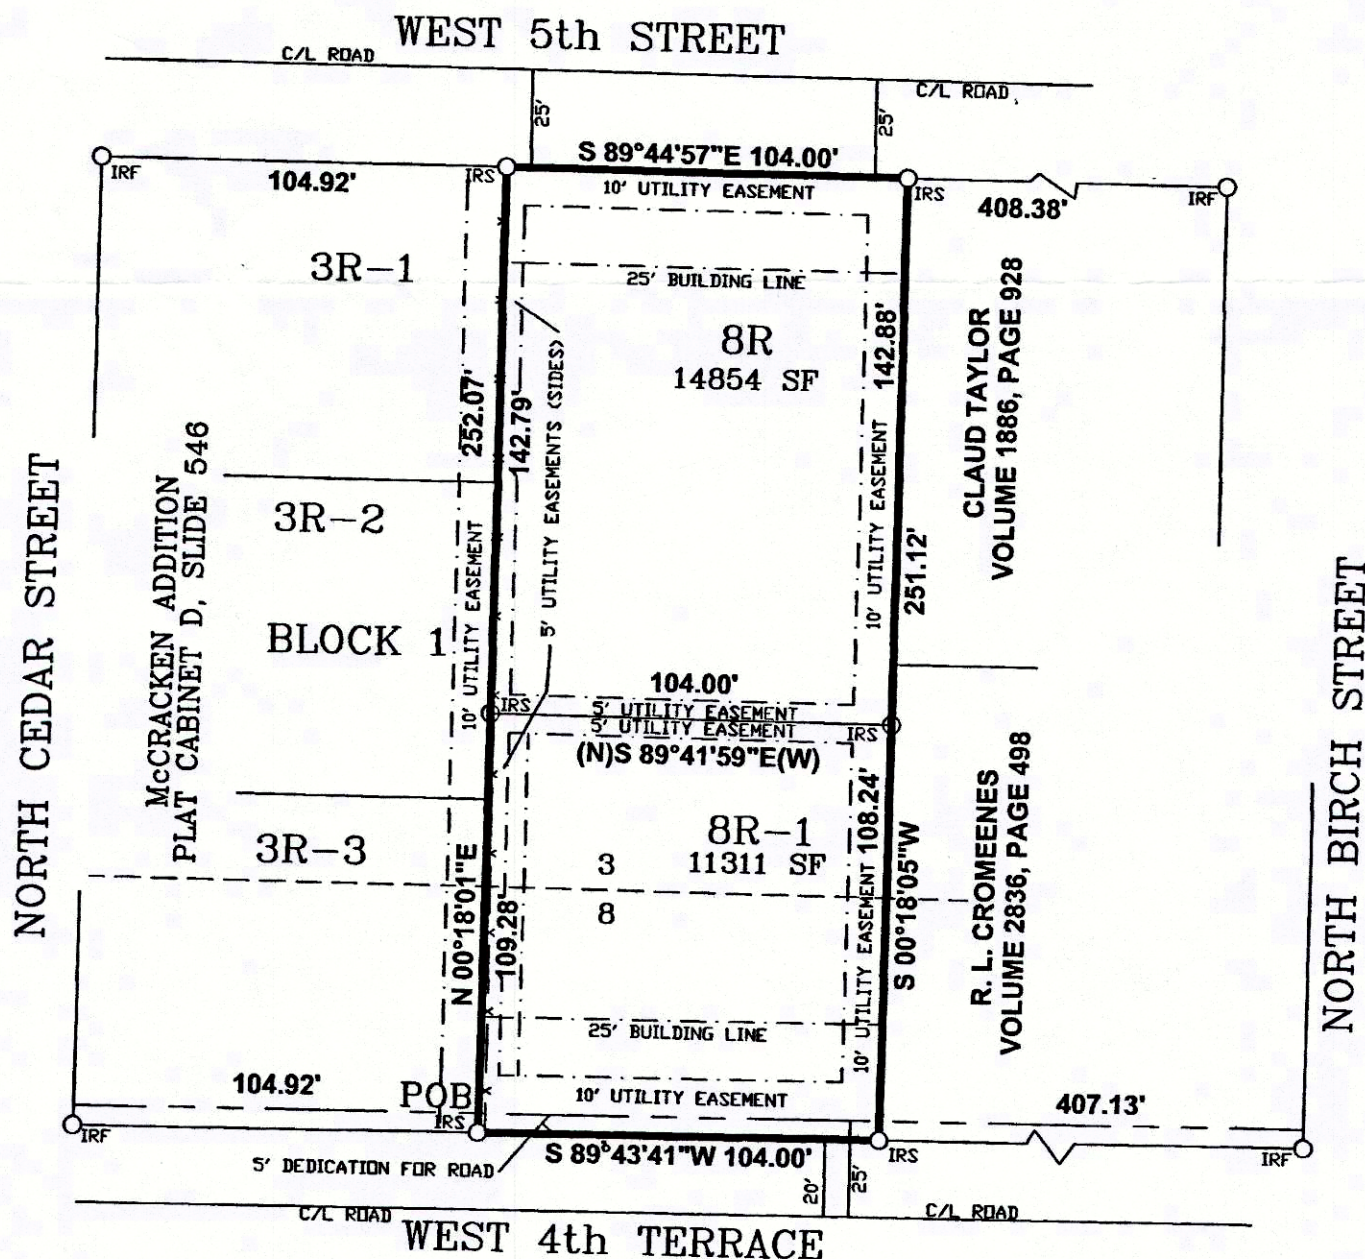 WEST 5th STREET
C/L ROAD
C/L ROAD
25'
25'
S 89°44'57"E 104.00'
IRF
104.92'
IRS
10' UTILITY EASEMENT
IRS
408.38'
IRF
3R-1
25' BUILDING LINE
8R
14854 SF
142.88'
252.07'
142.79'
5' UTILITY EASEMENTS (SIDES)
10' UTILITY EASEMENT
251.12'
CLAUD TAYLOR
VOLUME 1886, PAGE 928
NORTH CEDAR STREET
McCRACKEN ADDITION
PLAT CABINET D, SLIDE 546
3R-2
BLOCK 1
10' UTILITY EASEMENT
104.00'
IRS
5' UTILITY EASEMENT
5' UTILITY EASEMENT
IRS
(N)S 89°41'59"E(W)
NORTH BIRCH STREET
R. L. CROMEENES
VOLUME 2836, PAGE 498
3R-3
8R-1
3
11311 SF
8
N 00°18'01"E
109.28'
10' UTILITY EASEMENT
108.24'
S 00°18'05"W
25' BUILDING LINE
104.92'
POB
IRS
10' UTILITY EASEMENT
407.13'
IRF
5' DEDICATION FOR ROAD
S 89°43'41"W 104.00'
IRS
IRF
20'
25'
C/L ROAD
C/L ROAD
WEST 4th TERRACE